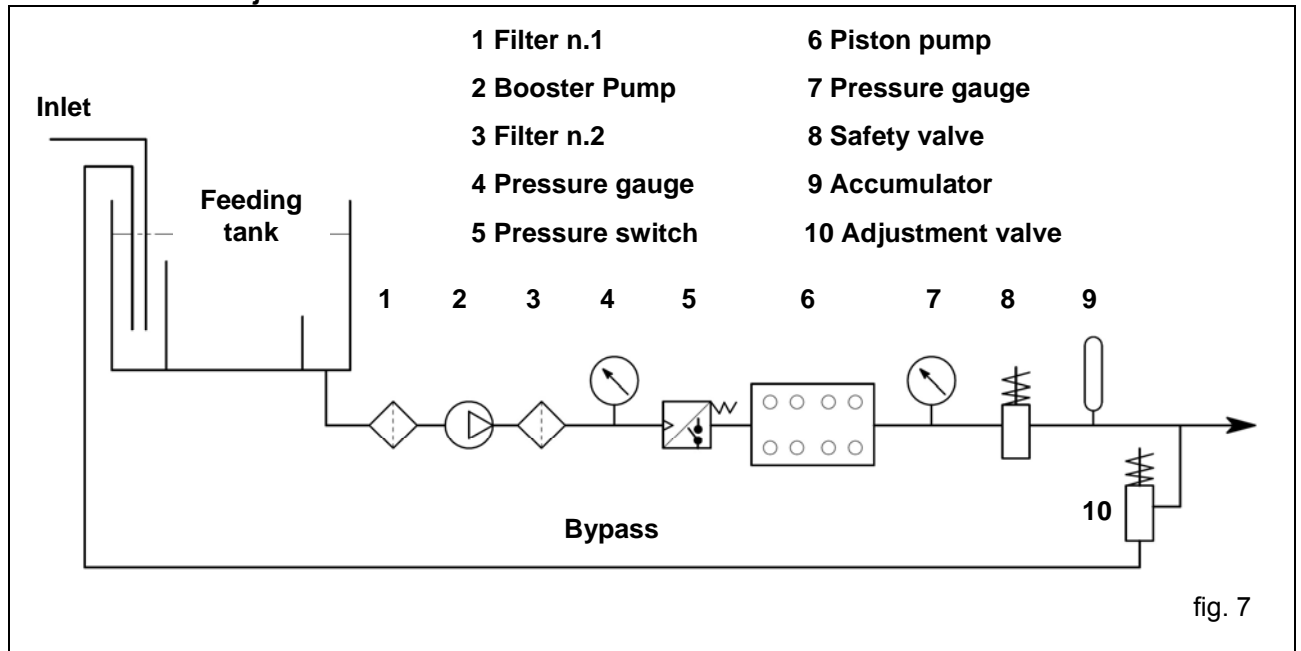 1 Filter n.1
2 Booster Pump
3 Filter n.2
4 Pressure gauge
5 Pressure switch
6 Piston pump
7 Pressure gauge
8 Safety valve
9 Accumulator
10 Adjustment valve
Inlet
Feeding
tank
1 2 3 4 5 6 7 8 9
10
Bypass
fig. 7